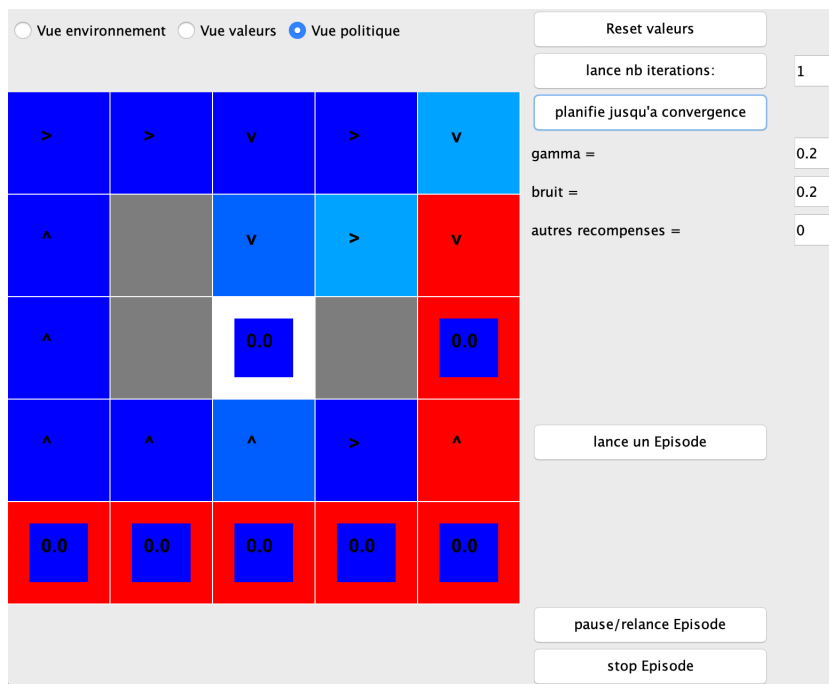 Vue environnement Vue valeurs Vue politique
Reset valeurs
lance nb iterations: 1
planifie jusqu'a convergence
gamma = 0.2
bruit = 0.2
autres recompenses = 0
> > v > v
^ v > v
^ 0.0 0.0
^ ^ ^ > ^
lance un Episode
0.0 0.0 0.0 0.0 0.0
pause/relance Episode
stop Episode